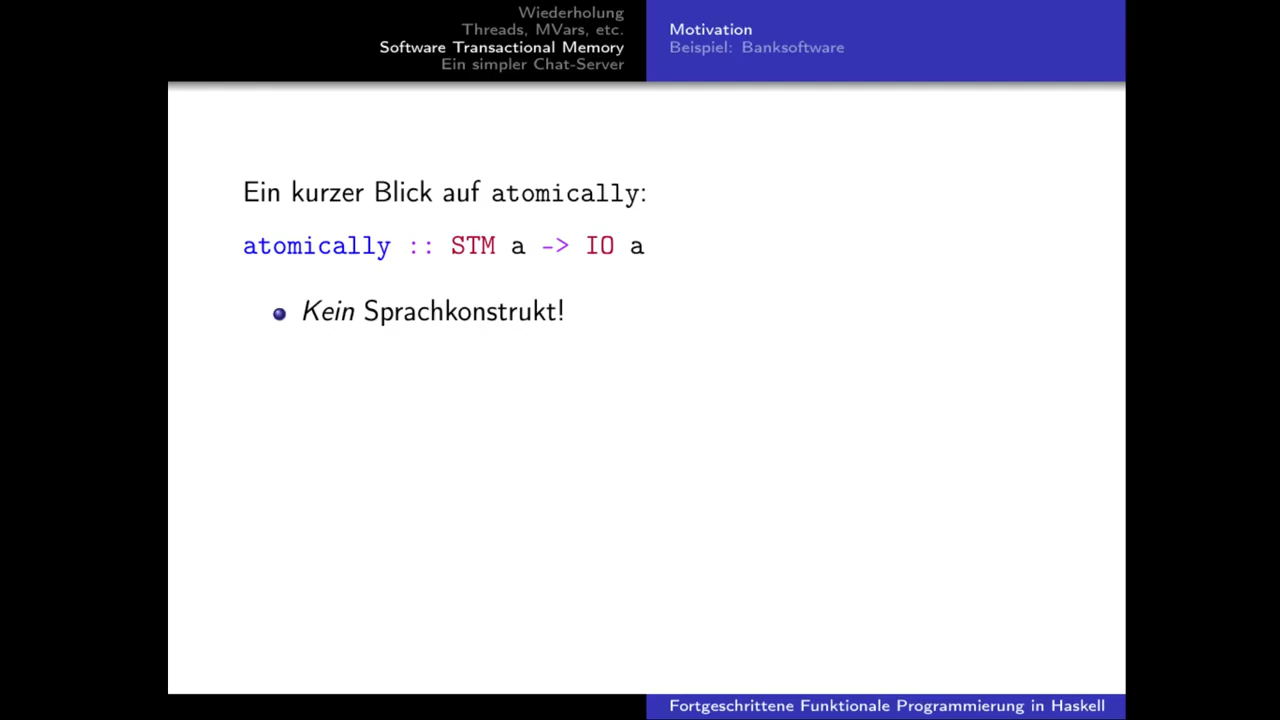 Wiederholung
Threads, MVars, etc.
Software Transactional Memory
Ein simpler Chat-Server
Motivation
Beispiel: Banksoftware
Ein kurzer Blick auf atomically:
atomically :: STM a -> IO a
Kein Sprachkonstrukt!
Fortgeschrittene Funktionale Programmierung in Haskell